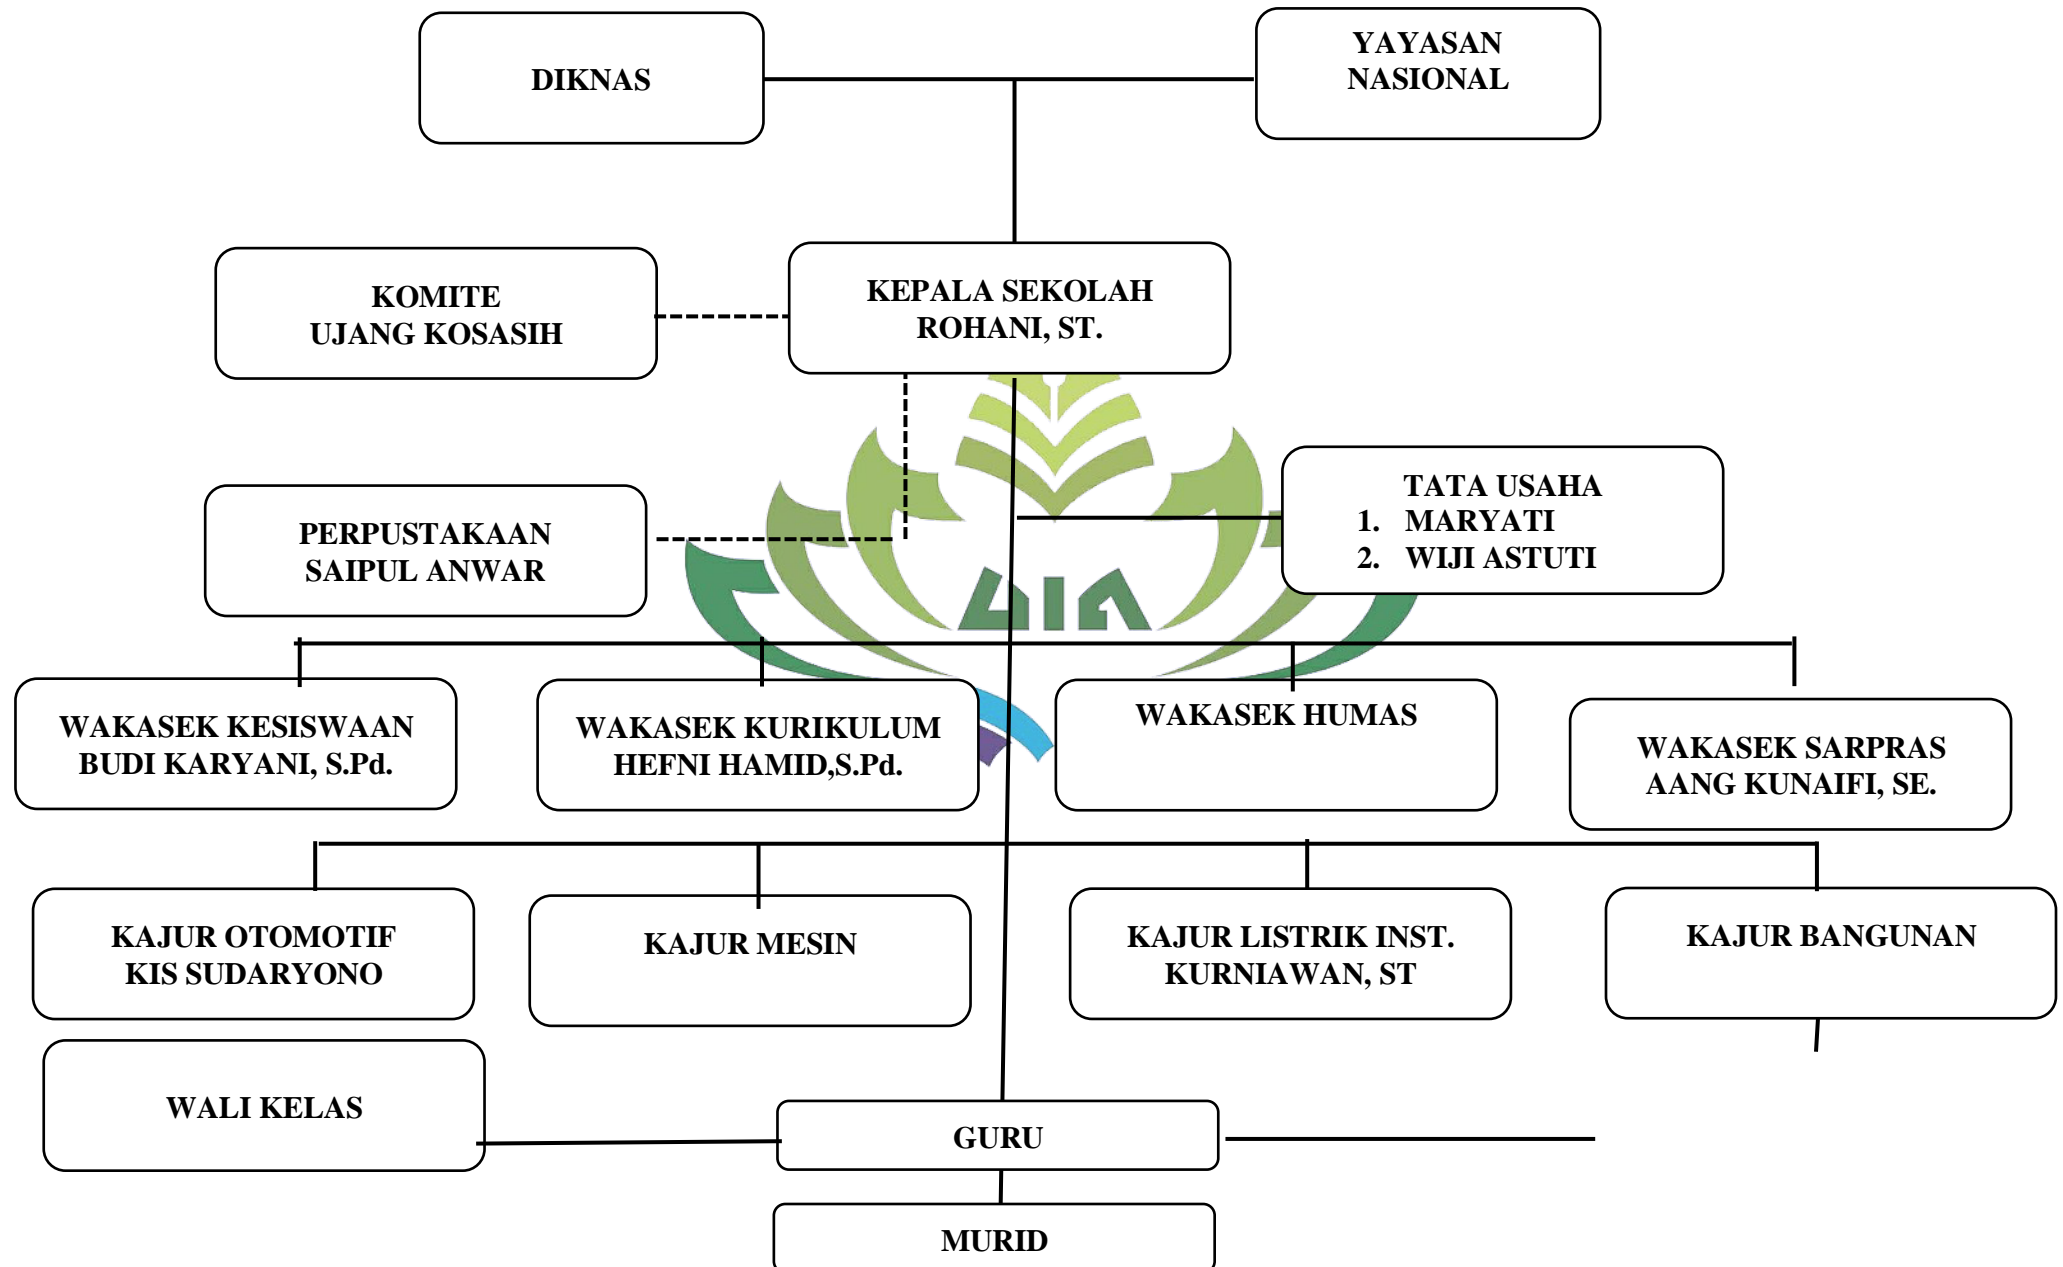 DIKNAS
YAYASAN
NASIONAL
KOMITE
UJANG KOSASIH
KEPALA SEKOLAH
ROHANI, ST.
PERPUSTAKAAN
SAIPUL ANWAR
TATA USAHA
1. MARYATI
2. WIJI ASTUTI
WAKASEK KESISWAAN
BUDI KARYANI, S.Pd.
WAKASEK KURIKULUM
HEFNI HAMID,S.Pd.
WAKASEK HUMAS
WAKASEK SARPRAS
AANG KUNAIFI, SE.
KAJUR OTOMOTIF
KIS SUDARYONO
KAJUR MESIN
KAJUR LISTRIK INST.
KURNIAWAN, ST
KAJUR BANGUNAN
WALI KELAS
GURU
MURID